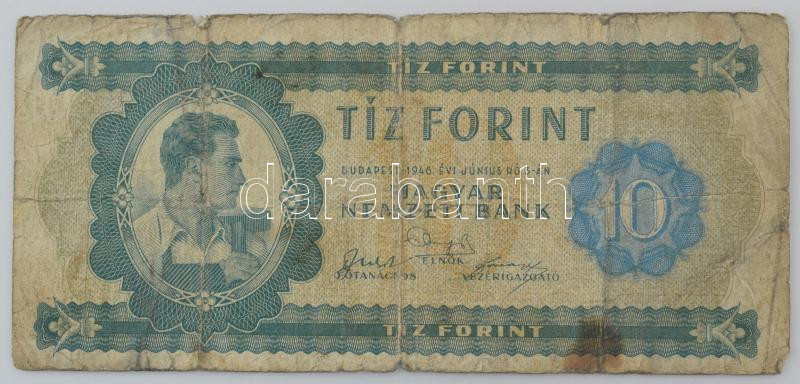 TÍZ FORINT
TÍZ FORINT
BUDAPEST, 1946. ÉVI JÚNIUS HÓ 3-ÁN
MAGYAR
NEMZETI BANK
10
ELNÖK
FŐTANÁCSOS VEZÉRIGAZGATÓ
TÍZ FORINT
darabanth